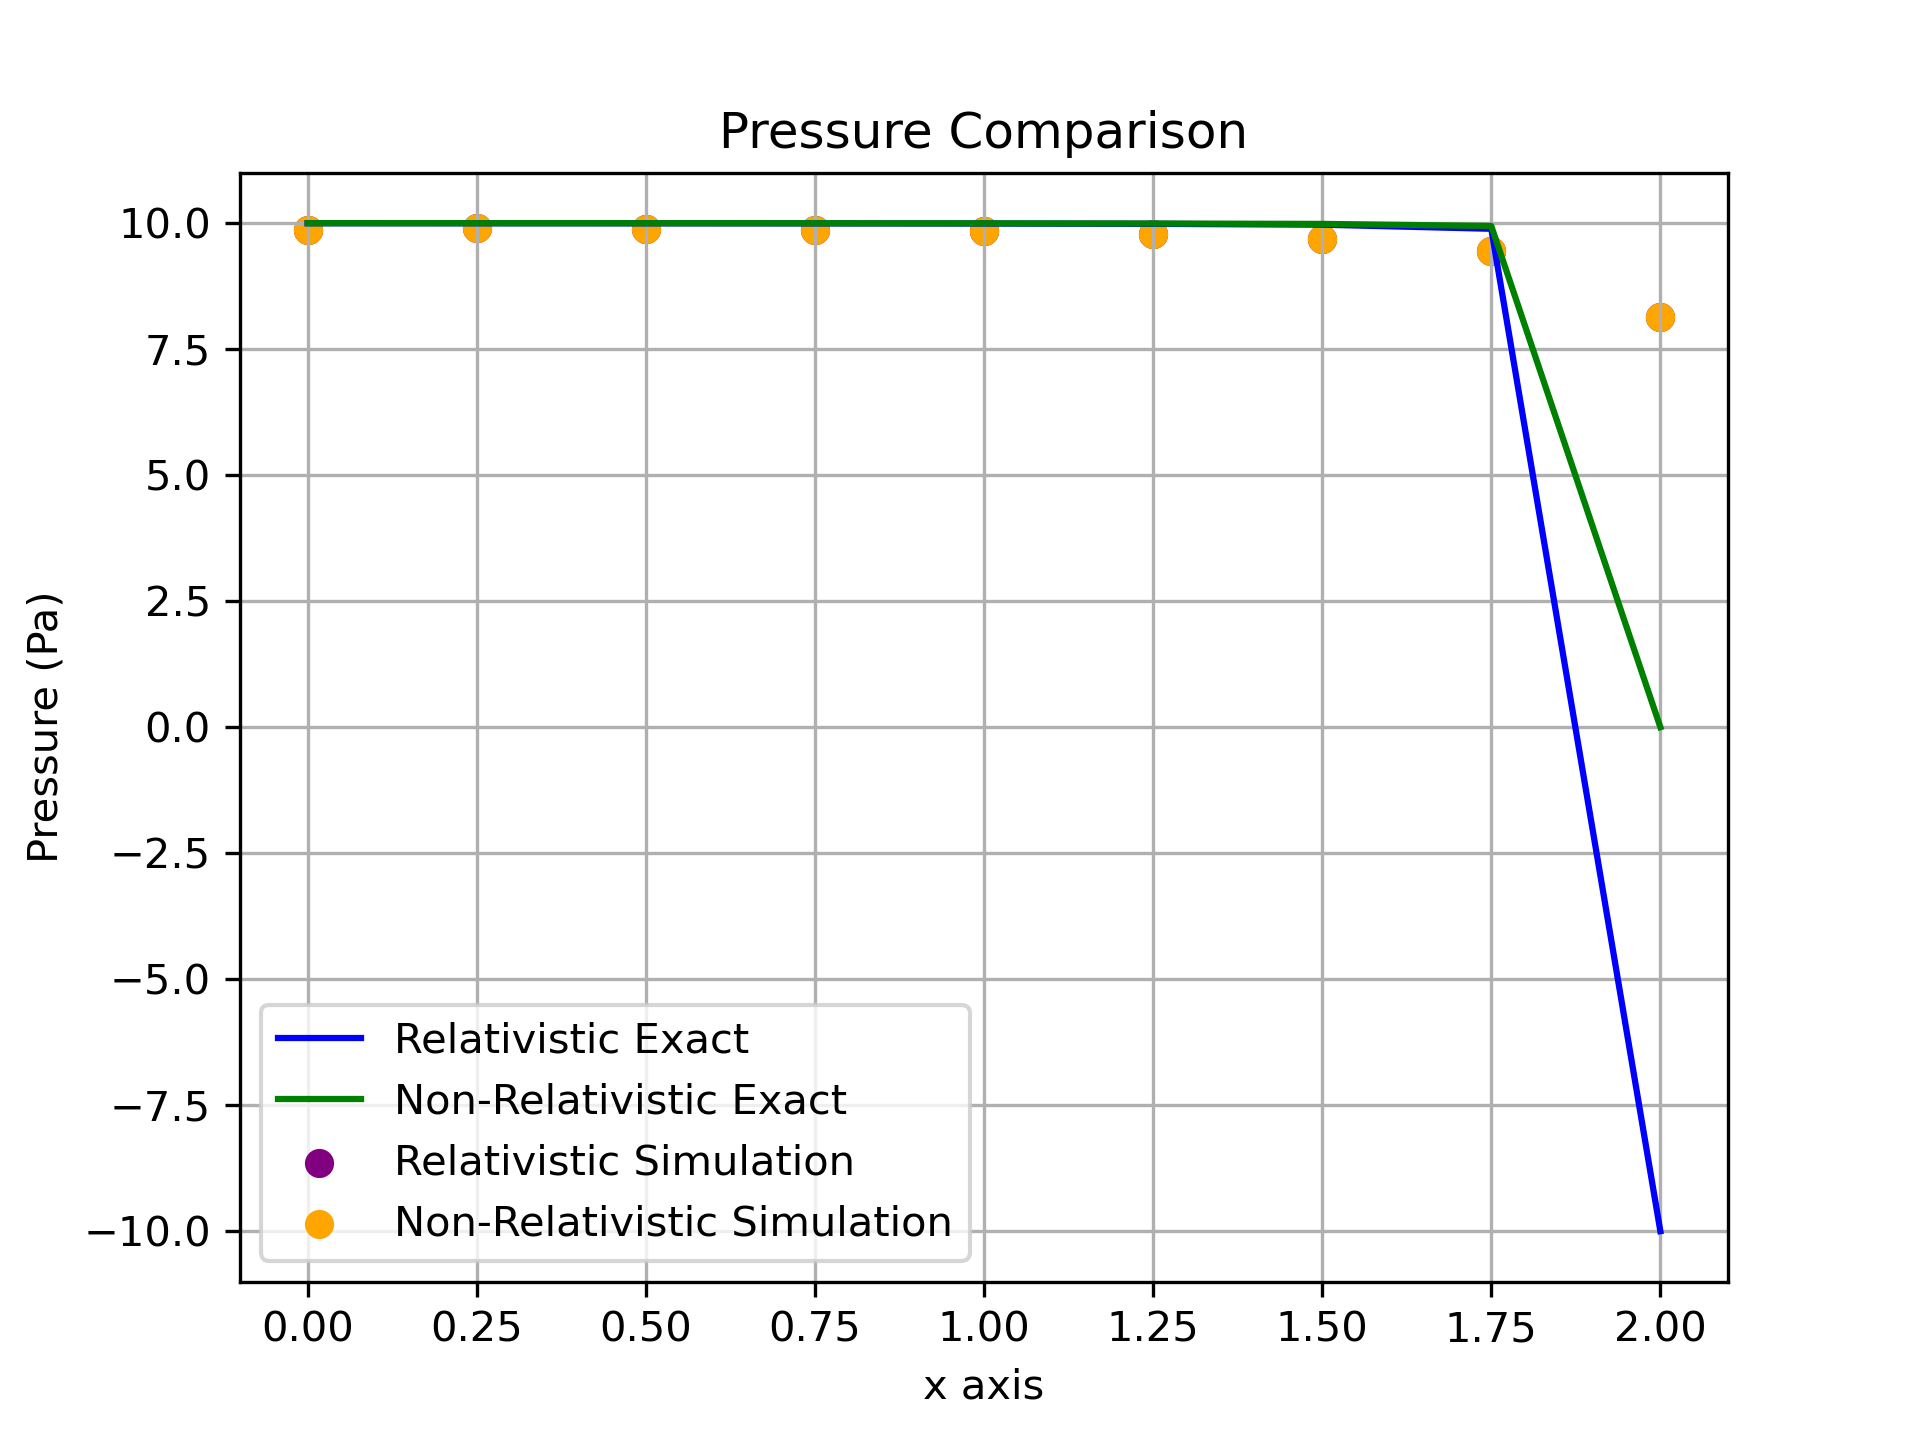 Pressure Comparison
10.0
7.5
5.0
2.5
0.0
−2.5
−5.0
−7.5
−10.0
Pressure (Pa)
Relativistic Exact
Non-Relativistic Exact
Relativistic Simulation
Non-Relativistic Simulation
0.00 0.25 0.50 0.75 1.00 1.25 1.50 1.75 2.00
x axis